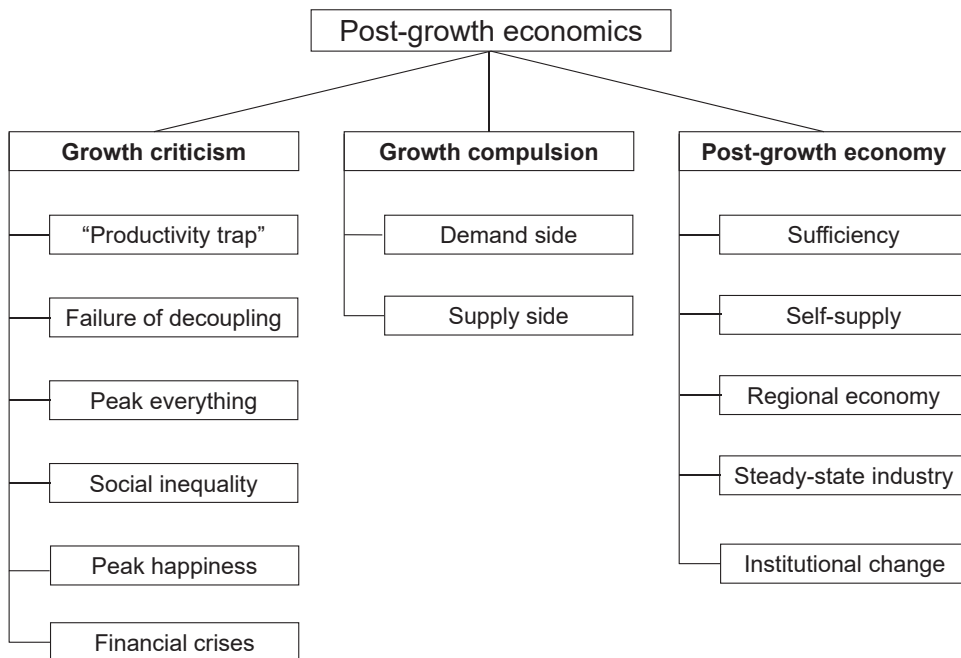 Post-growth economics
Growth criticism
“Productivity trap”
Failure of decoupling
Peak everything
Social inequality
Peak happiness
Financial crises
Growth compulsion
Demand side
Supply side
Post-growth economy
Sufficiency
Self-supply
Regional economy
Steady-state industry
Institutional change